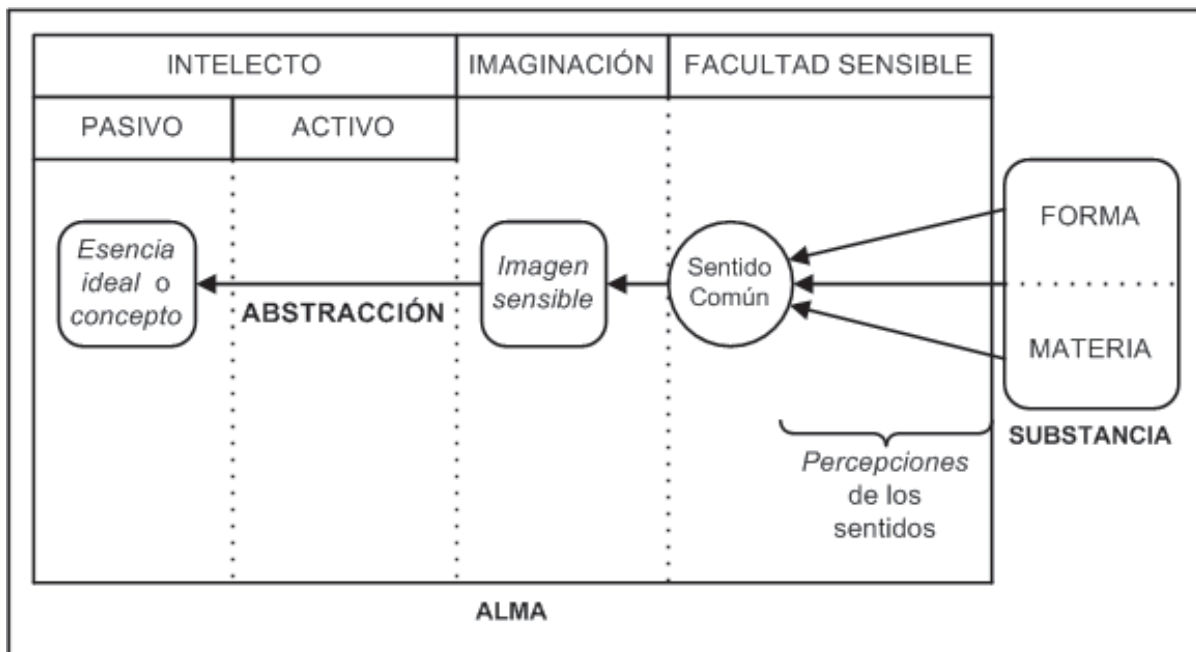 INTELECTO
IMAGINACIÓN
FACULTAD SENSIBLE
PASIVO
ACTIVO
Esencia
ideal o
concepto
ABSTRACCIÓN
Imagen
sensible
Sentido
Común
FORMA
MATERIA
SUBSTANCIA
Percepciones
de los
sentidos
ALMA